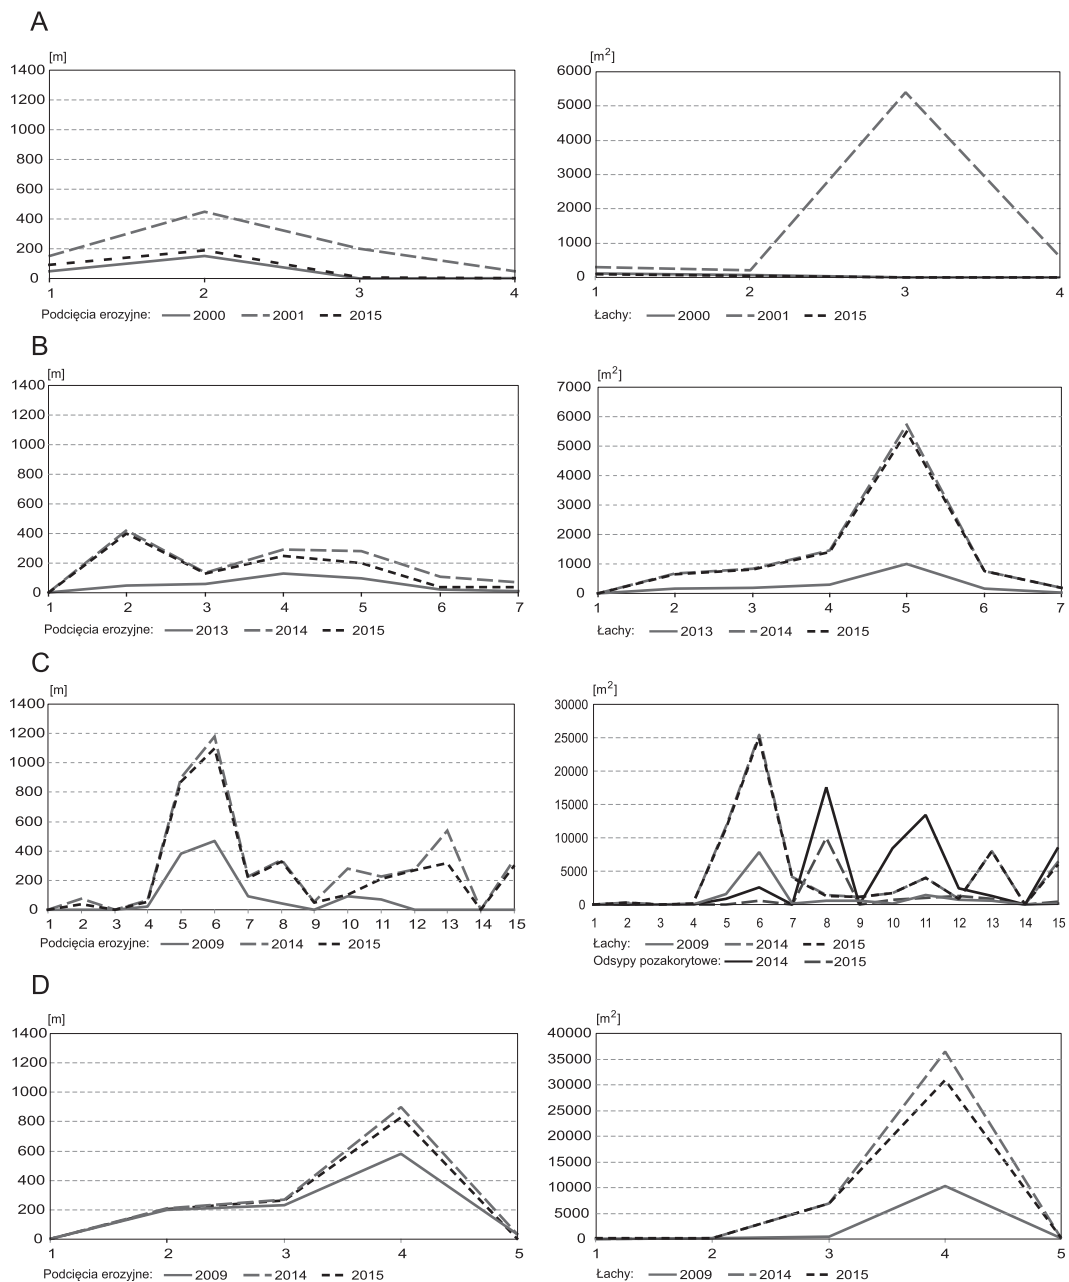 A
[m]
1400
1200
1000
800
600
400
200
0
1 2 3 4
Podcięcia erozyjne: 2000 2001 2015
[m2]
6000
5000
4000
3000
2000
1000
0
1 2 3 4
Łachy: 2000 2001 2015
B
[m]
1400
1200
1000
800
600
400
200
0
1 2 3 4 5 6 7
Podcięcia erozyjne: 2013 2014 2015
[m2]
7000
6000
5000
4000
3000
2000
1000
0
1 2 3 4 5 6 7
Łachy: 2013 2014 2015
C
[m]
1400
1200
1000
800
600
400
200
0
1 2 3 4 5 6 7 8 9 10 11 12 13 14 15
Podcięcia erozyjne: 2009 2014 2015
[m2]
30000
25000
20000
15000
10000
5000
0
1 2 3 4 5 6 7 8 9 10 11 12 13 14 15
Łachy: 2009 2014 2015
Odsypy pozakorytowe: 2014 2015
D
[m]
1400
1200
1000
800
600
400
200
0
1 2 3 4 5
Podcięcia erozyjne: 2009 2014 2015
[m2]
40000
35000
30000
25000
20000
15000
10000
5000
0
1 2 3 4 5
Łachy: 2009 2014 2015